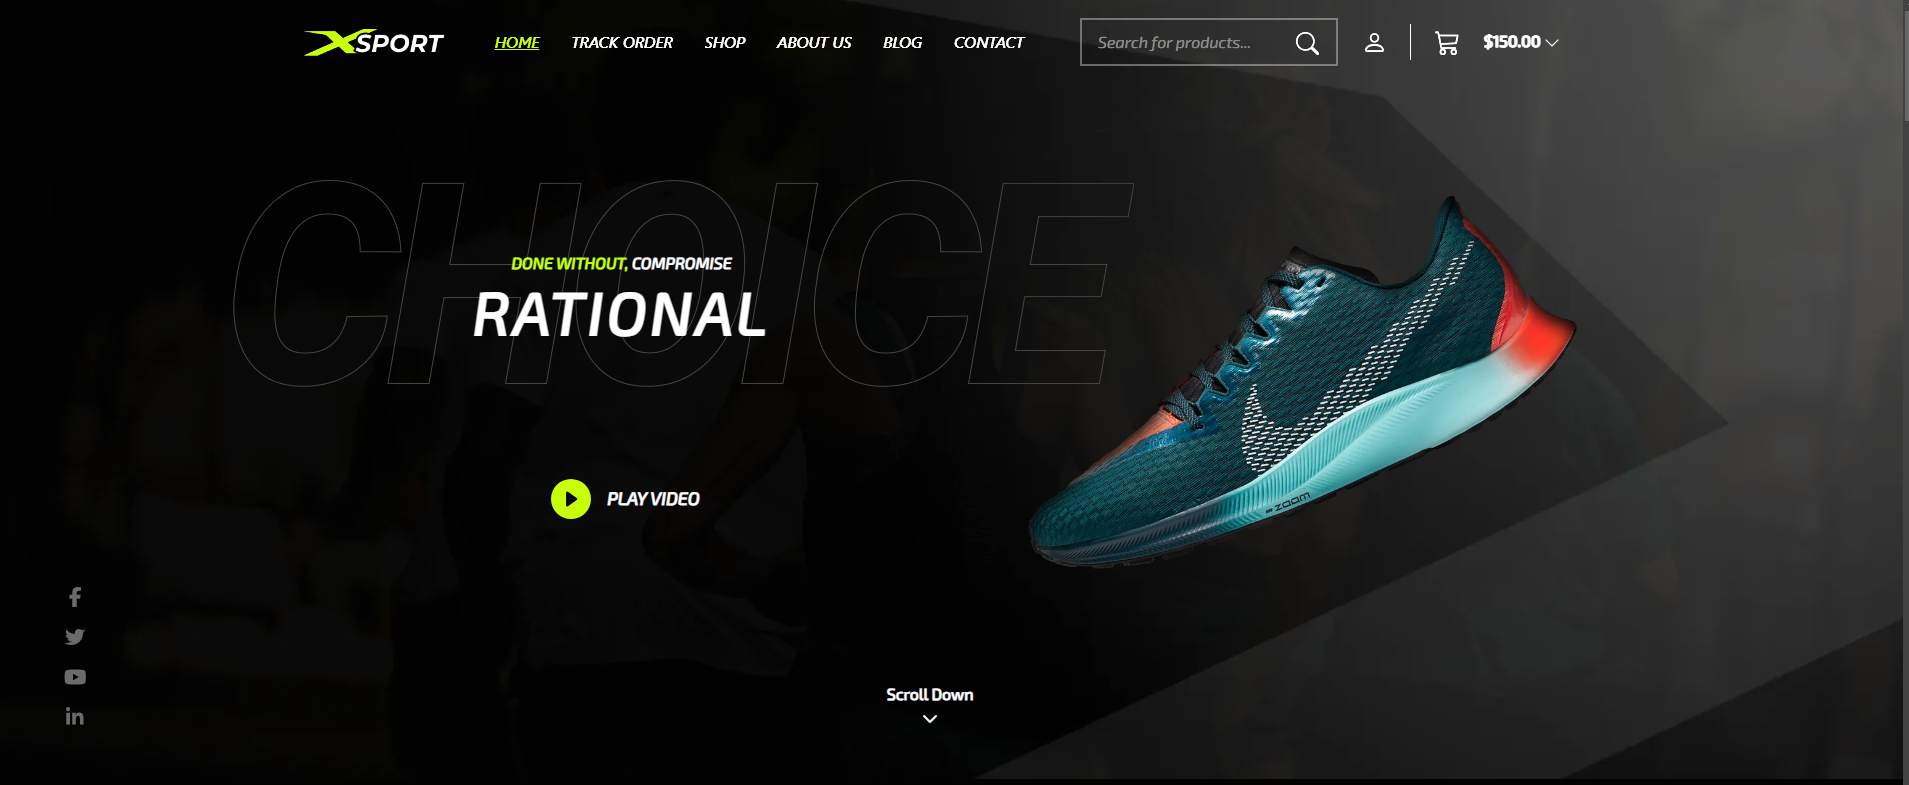 XSPORT
HOME TRACK ORDER SHOP ABOUT US BLOG CONTACT
Search for products...
$150.00
CHOICE
DONE WITHOUT, COMPROMISE
RATIONAL
ZOOM
PLAY VIDEO
Scroll Down